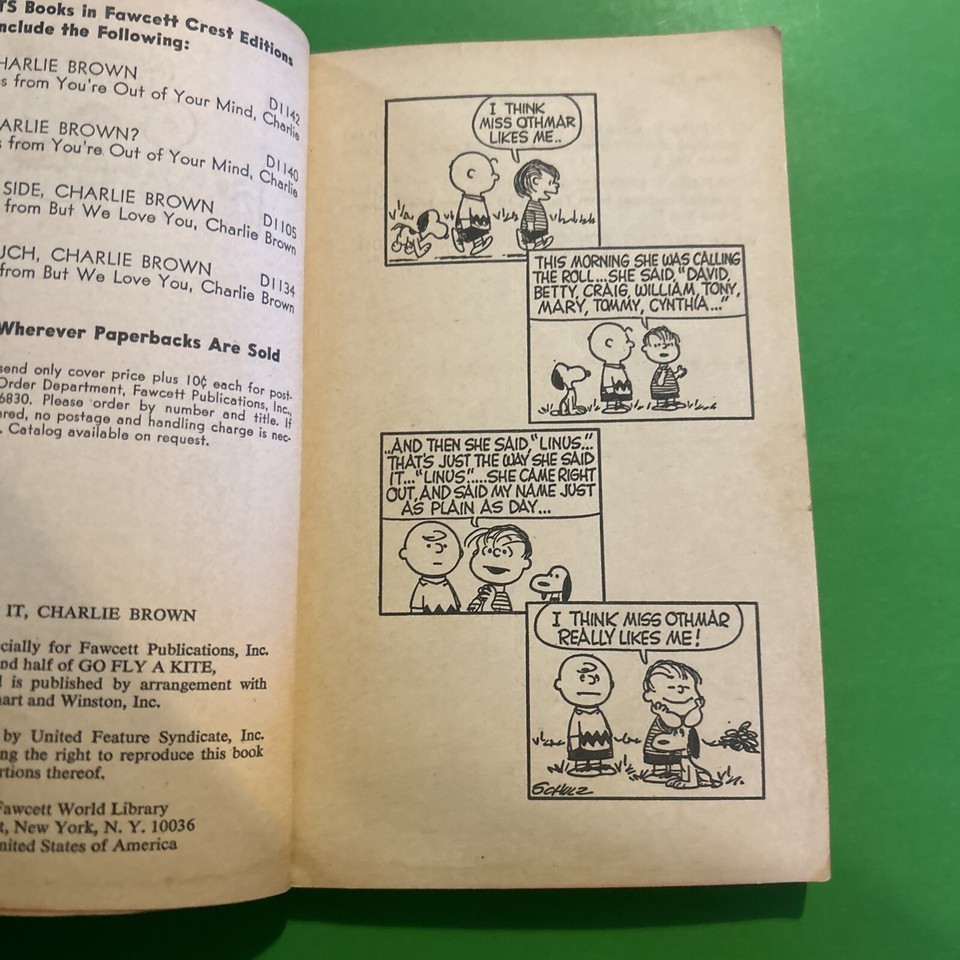 TS Books in Fawcett Crest Editions
nclude the Following:
HARLIE BROWN D1142
s from You're Out of Your Mind, Charlie
ARLIE BROWN? D1140
s from You're Out of Your Mind, Charlie
SIDE, CHARLIE BROWN D1105
from But We Love You, Charlie Brown
UCH, CHARLIE BROWN D1134
from But We Love You, Charlie Brown
Wherever Paperbacks Are Sold
send only cover price plus 10¢ each for post-
Order Department, Fawcett Publications, Inc.,
6830. Please order by number and title. If
ered, no postage and handling charge is nec-
. Catalog available on request.
IT, CHARLIE BROWN
cially for Fawcett Publications, Inc.
nd half of GO FLY A KITE,
d is published by arrangement with
hart and Winston, Inc.
by United Feature Syndicate, Inc.
ng the right to reproduce this book
rtions thereof.
Fawcett World Library
t, New York, N. Y. 10036
nited States of America
I THINK
MISS OTHMAR
LIKES ME..
THIS MORNING SHE WAS CALLING
THE ROLL...SHE SAID, "DAVID,
BETTY, CRAIG, WILLIAM, TONY,
MARY, TOMMY, CYNTHIA..."
..AND THEN SHE SAID, "LINUS..."
THAT'S JUST THE WAY SHE SAID
IT..."LINUS"....SHE CAME RIGHT
OUT, AND SAID MY NAME JUST
AS PLAIN AS DAY...
I THINK MISS OTHMAR
REALLY LIKES ME!
SCHULZ